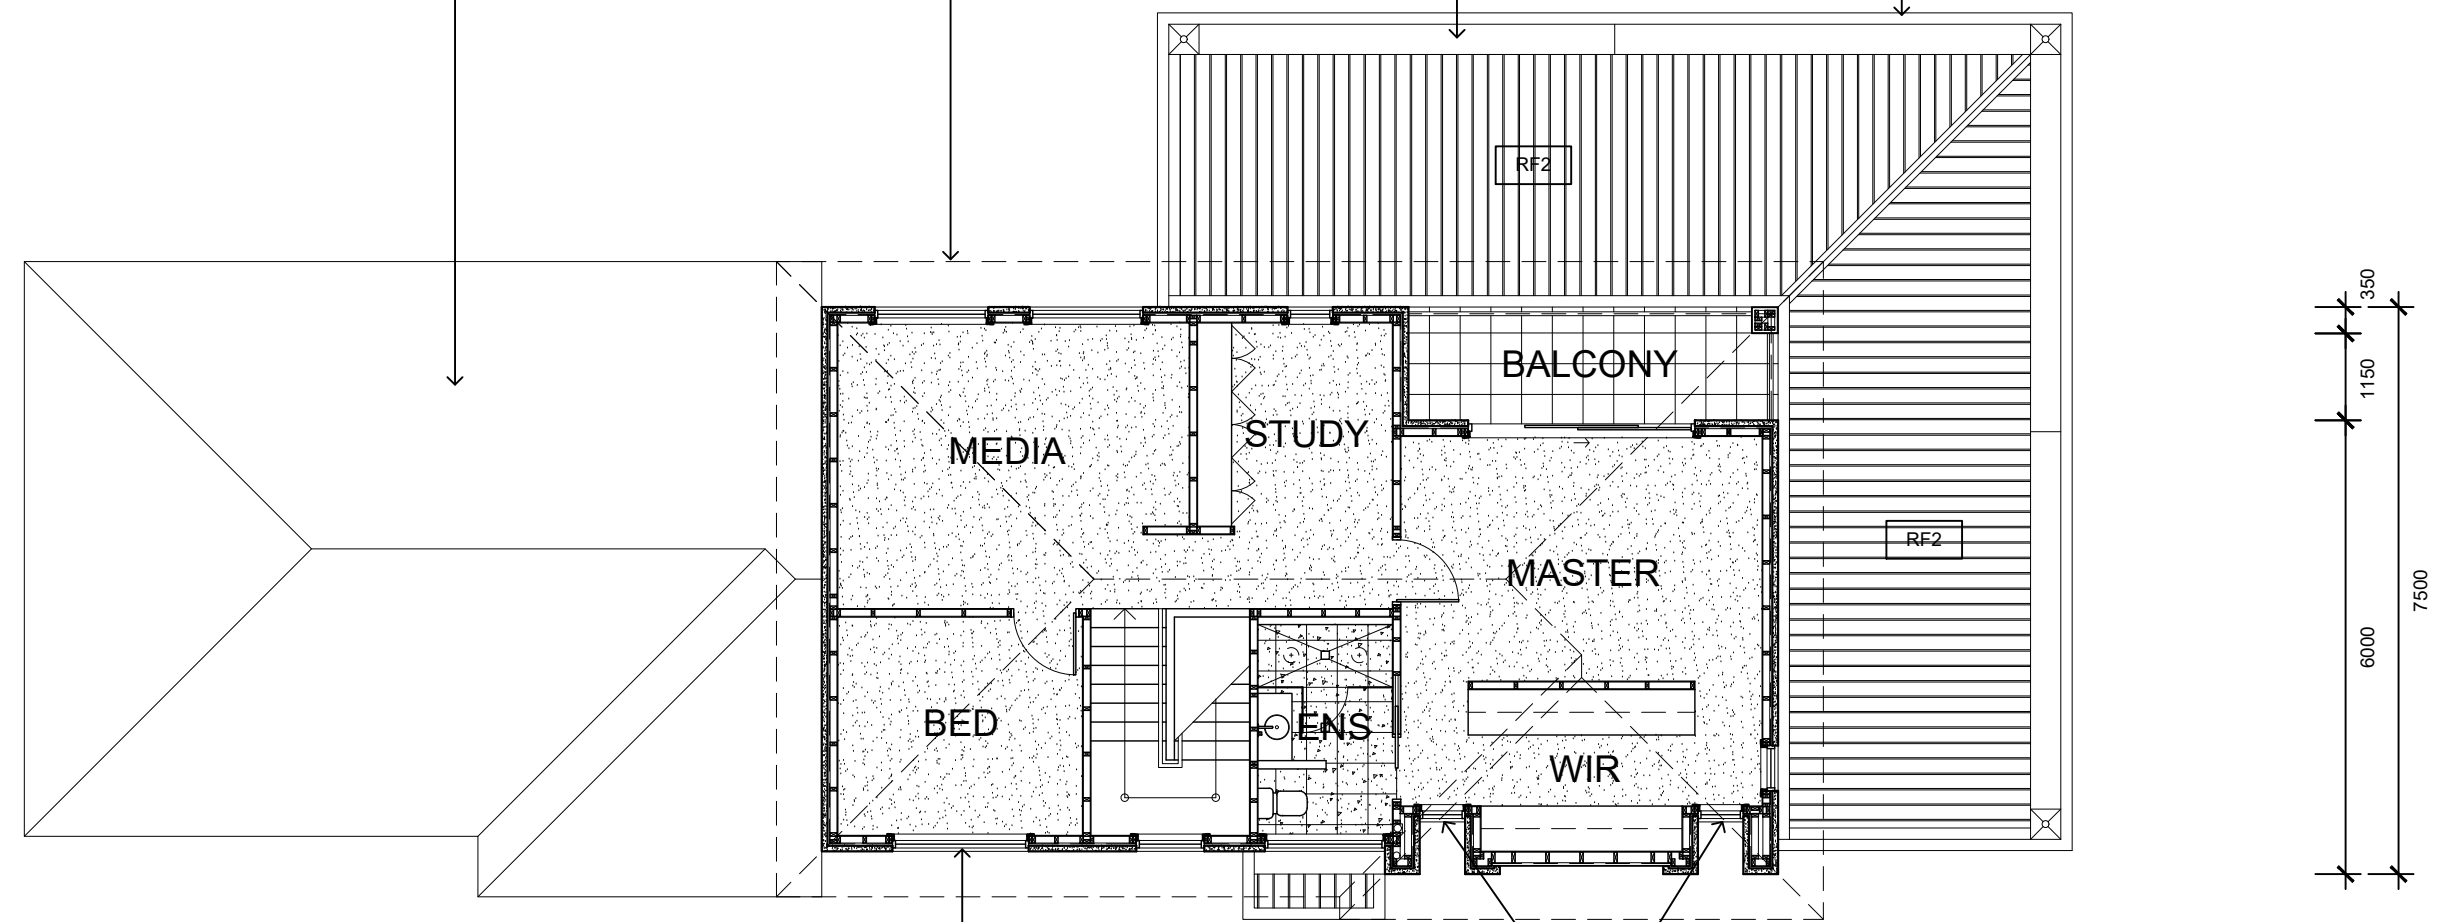 RF2
350
BALCONY
1150
STUDY
MEDIA
RF2
MASTER
7500
6000
BED
ENS
WIR